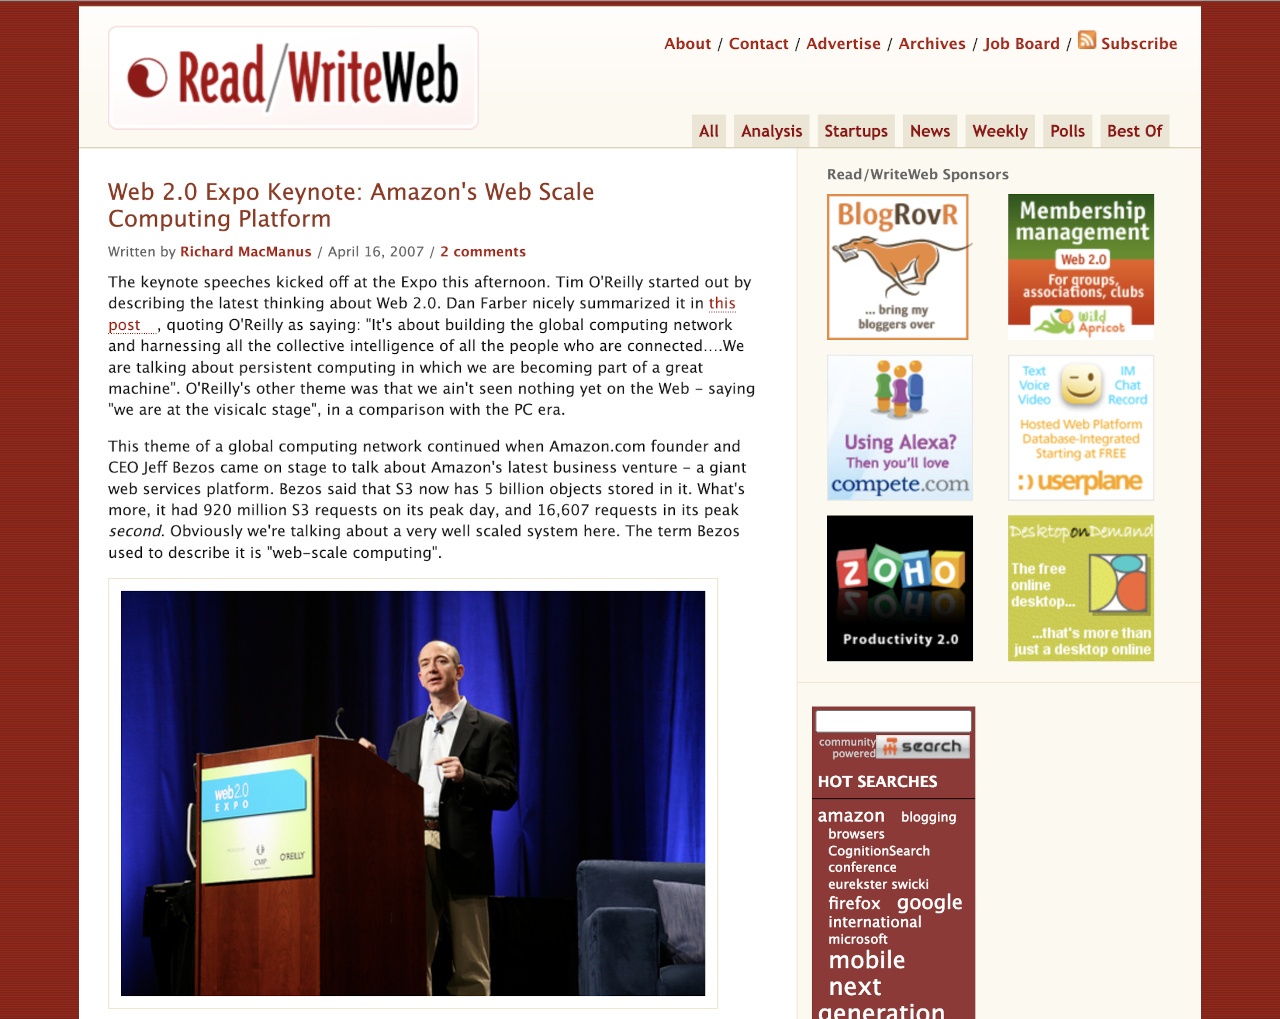 Read/WriteWeb
About / Contact / Advertise / Archives / Job Board / Subscribe
All Analysis Startups News Weekly Polls Best Of
Web 2.0 Expo Keynote: Amazon's Web Scale
Computing Platform
Written by Richard MacManus / April 16, 2007 / 2 comments
The keynote speeches kicked off at the Expo this afternoon. Tim O'Reilly started out by
describing the latest thinking about Web 2.0. Dan Farber nicely summarized it in this
post , quoting O'Reilly as saying: "It's about building the global computing network
and harnessing all the collective intelligence of all the people who are connected....We
are talking about persistent computing in which we are becoming part of a great
machine". O'Reilly's other theme was that we ain't seen nothing yet on the Web - saying
"we are at the visicalc stage", in a comparison with the PC era.
This theme of a global computing network continued when Amazon.com founder and
CEO Jeff Bezos came on stage to talk about Amazon's latest business venture - a giant
web services platform. Bezos said that S3 now has 5 billion objects stored in it. What's
more, it had 920 million S3 requests on its peak day, and 16,607 requests in its peak
second. Obviously we're talking about a very well scaled system here. The term Bezos
used to describe it is "web-scale computing".
web2.0
EXPO
CMP
O'REILLY
Read/WriteWeb Sponsors
BlogRovR
... bring my
bloggers over
Membership
management
Web 2.0
For groups,
associations, clubs
Wild
Apricot
Using Alexa?
Then you'll love
compete.com
Text
Voice
Video
IM
Chat
Record
Hosted Web Platform
Database-Integrated
Starting at FREE
:) userplane
ZOHO
Productivity 2.0
DesktoponDemand
The free
online
desktop...
...that's more than
just a desktop online
community
powered
search
HOT SEARCHES
amazon blogging
browsers
CognitionSearch
conference
eurekster swicki
firefox google
international
microsoft
mobile
next
generation